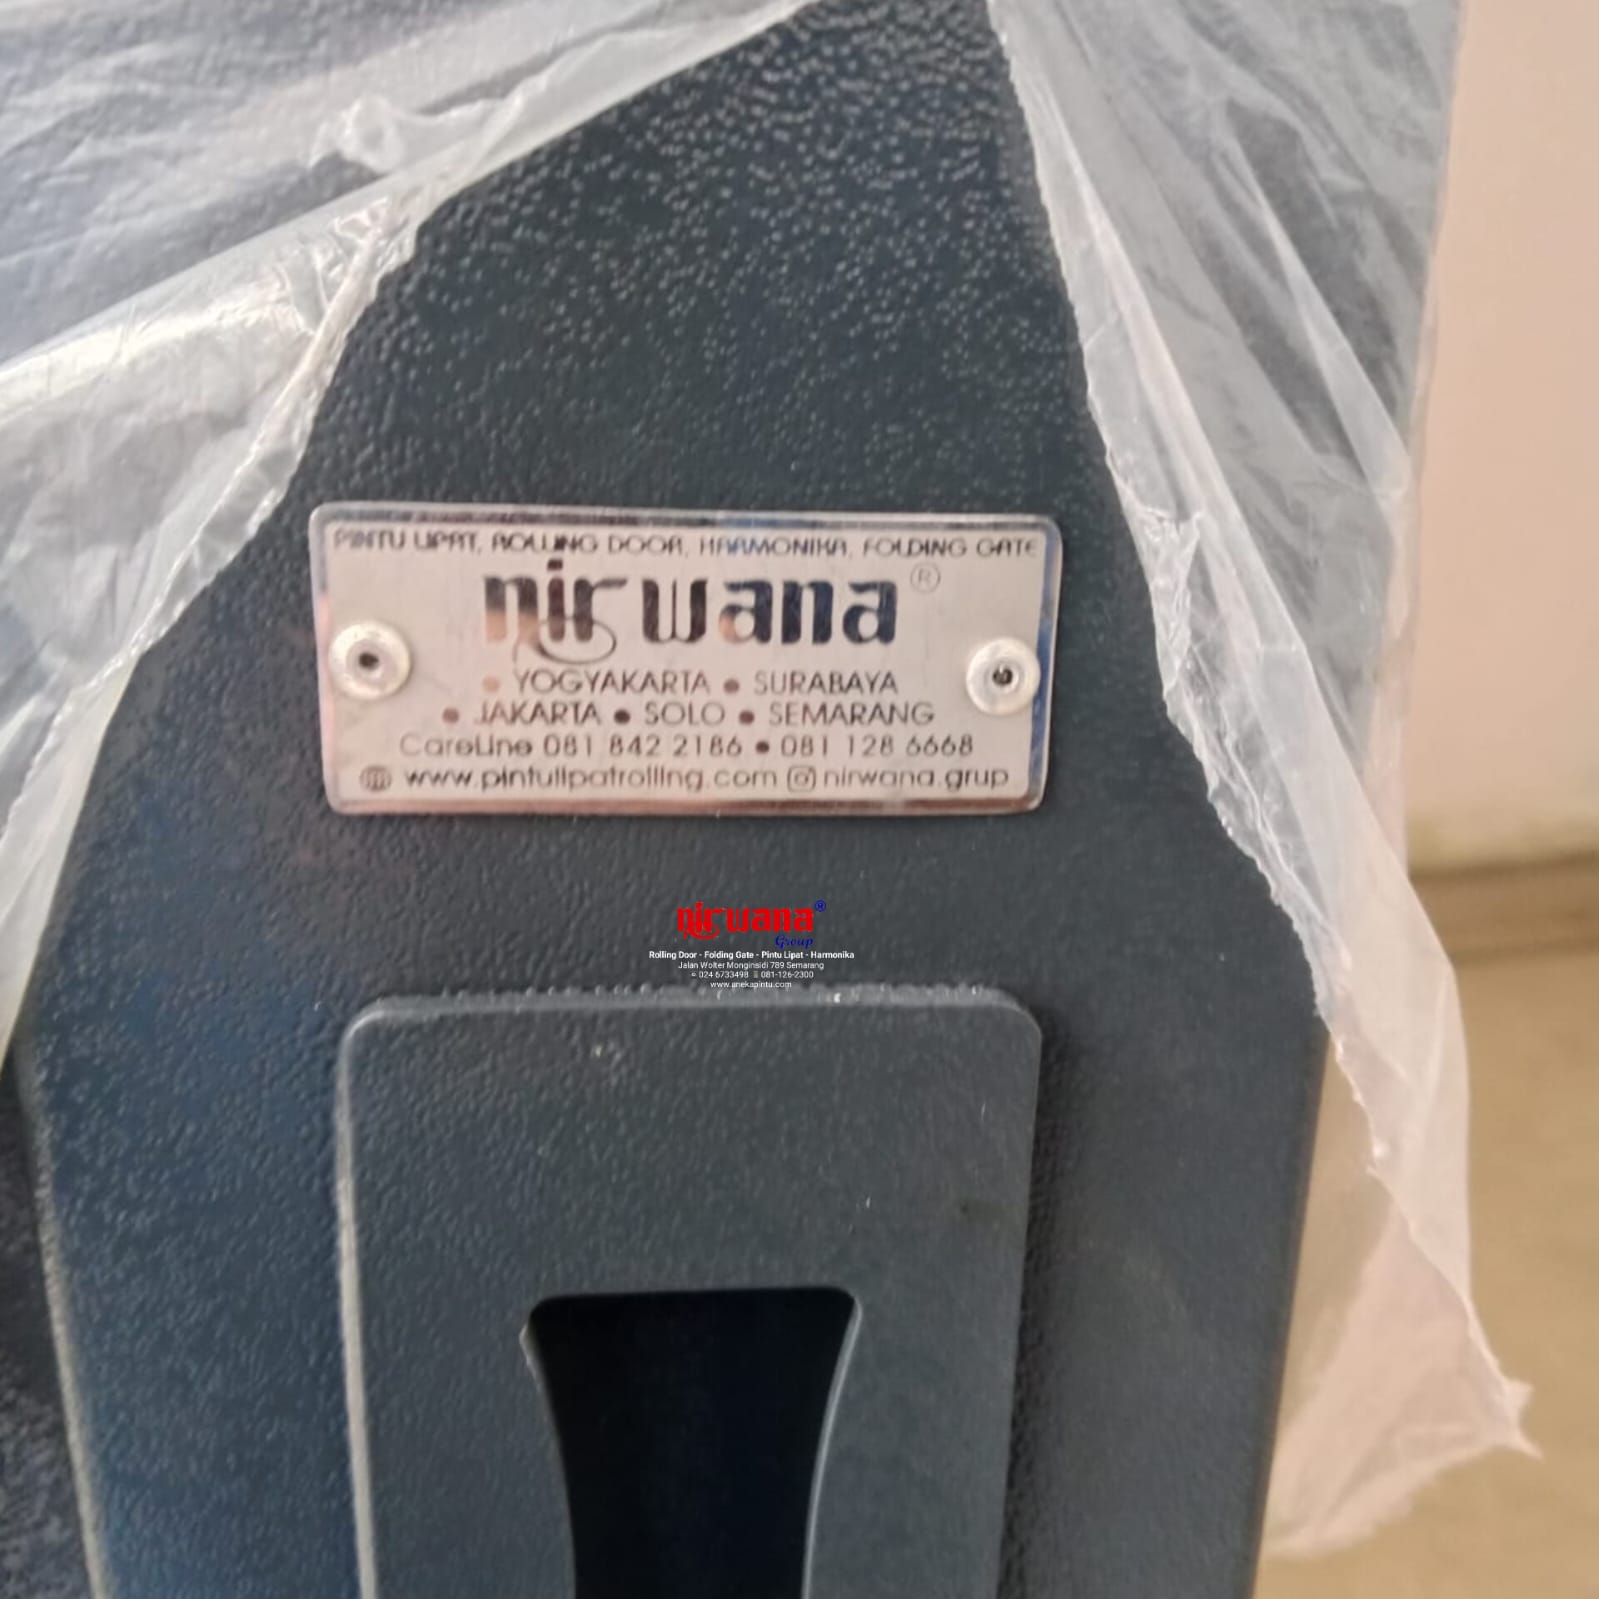 PINTU LIPAT, ROLLING DOOR, HARMONIKA, FOLDING GATE
nirwana ®
• YOGYAKARTA • SURABAYA
• JAKARTA • SOLO • SEMARANG
CareLine 081 842 2186 • 081 128 6668
www.pintulipatrolling.com nirwana.grup
nirwana ®
Group
Rolling Door - Folding Gate - Pintu Lipat - Harmonika
Jalan Wolter Monginsidi 789 Semarang
024 6733498 081-126-2300
www.anekapintu.com